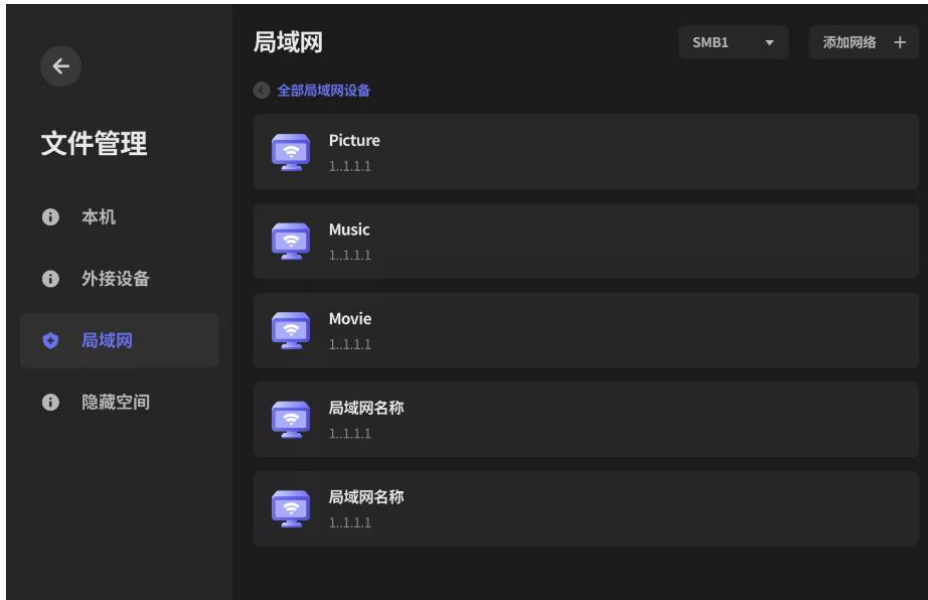 文件管理
本机
外接设备
局域网
隐藏空间
局域网
SMB1
添加网络
全部局域网设备
Picture
1..1.1.1
Music
1..1.1.1
Movie
1..1.1.1
局域网名称
1..1.1.1
局域网名称
1..1.1.1